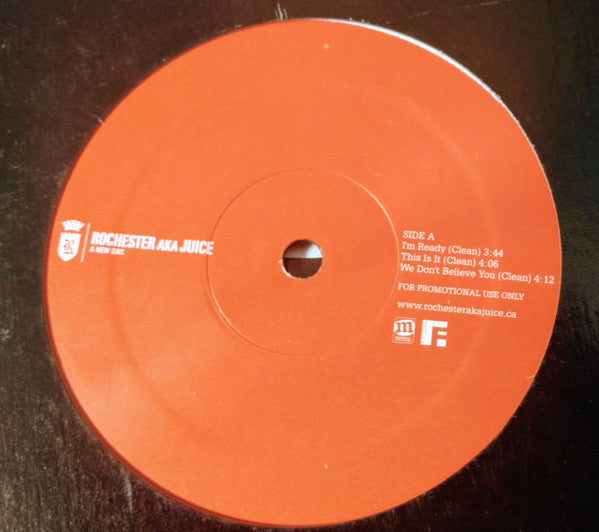 R
ROCHESTER AKA JUICE
A NEW DAE.
SIDE A
I'm Ready (Clean) 3:44
This Is It (Clean) 4:06
We Don't Believe You (Clean) 4:12
FOR PROMOTIONAL USE ONLY
www.rochesterakajuice.ca
m